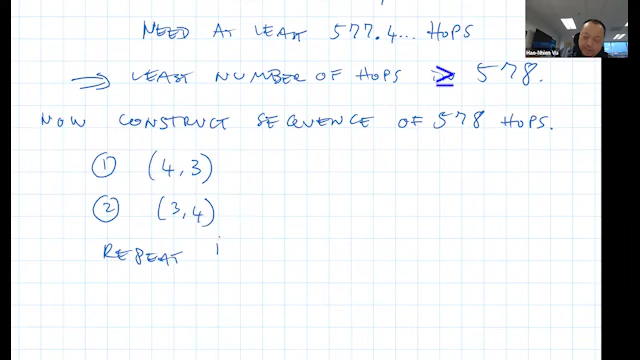 NEED AT LEAST 577.4... HOPS
⇒ LEAST NUMBER OF HOPS ≥ 578.
NOW CONSTRUCT SEQUENCE OF 578 HOPS.
① (4,3)
② (3,4)
REPEAT i
Hao-Nhien Vu